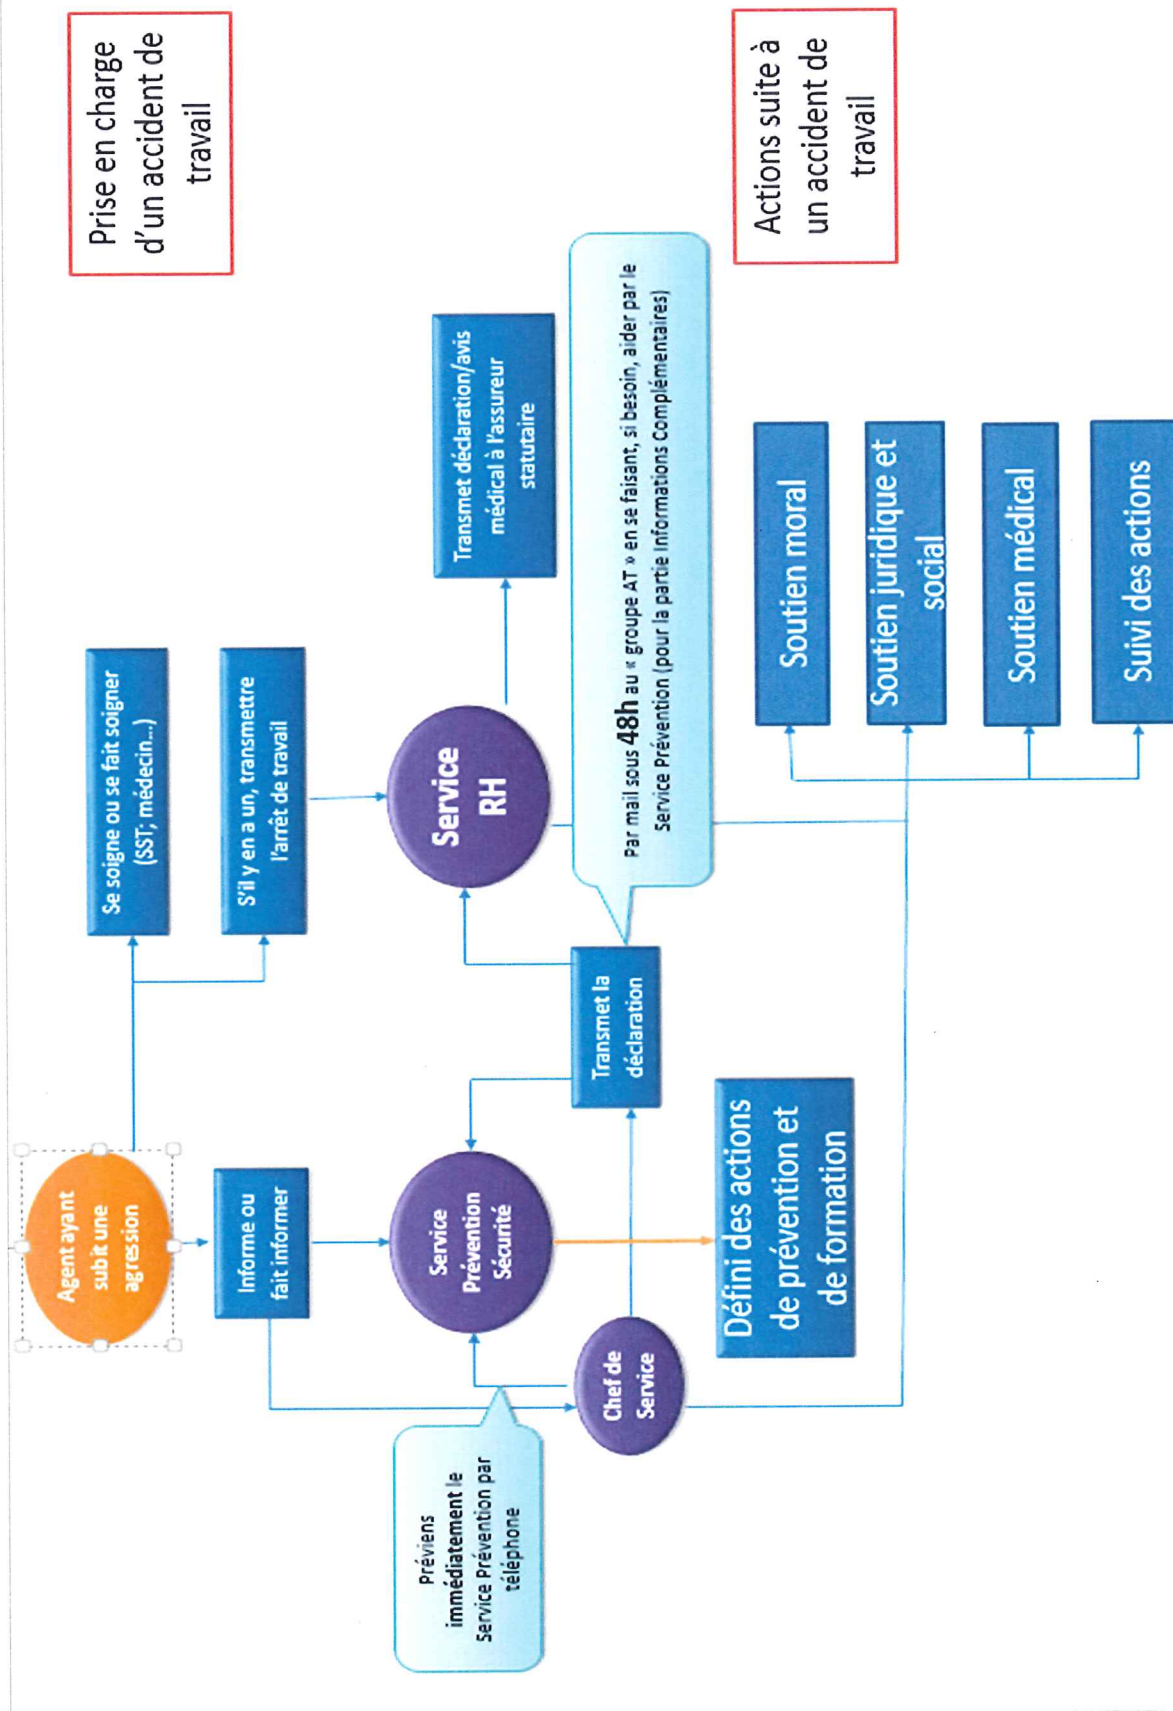 Prise en charge
d'un accident de
travail
Agent ayant
subit une
agression
Se soigne ou se fait soigner
(SST; médecin...)
S'il y en a un, transmettre
l'arrêt de travail
Informe ou
fait informer
Service
Prévention
Sécurité
Service
RH
Transmet déclaration/avis
médical à l'assureur
statutaire
Préviens
immédiatement le
Service Prévention par
téléphone
Chef de
Service
Transmet la
déclaration
Par mail sous 48h au « groupe AT » en se faisant, si besoin, aider par le
Service Prévention (pour la partie Informations Complémentaires)
Actions suite à
un accident de
travail
Défini des actions
de prévention et
de formation
Soutien moral
Soutien juridique et
social
Soutien médical
Suivi des actions